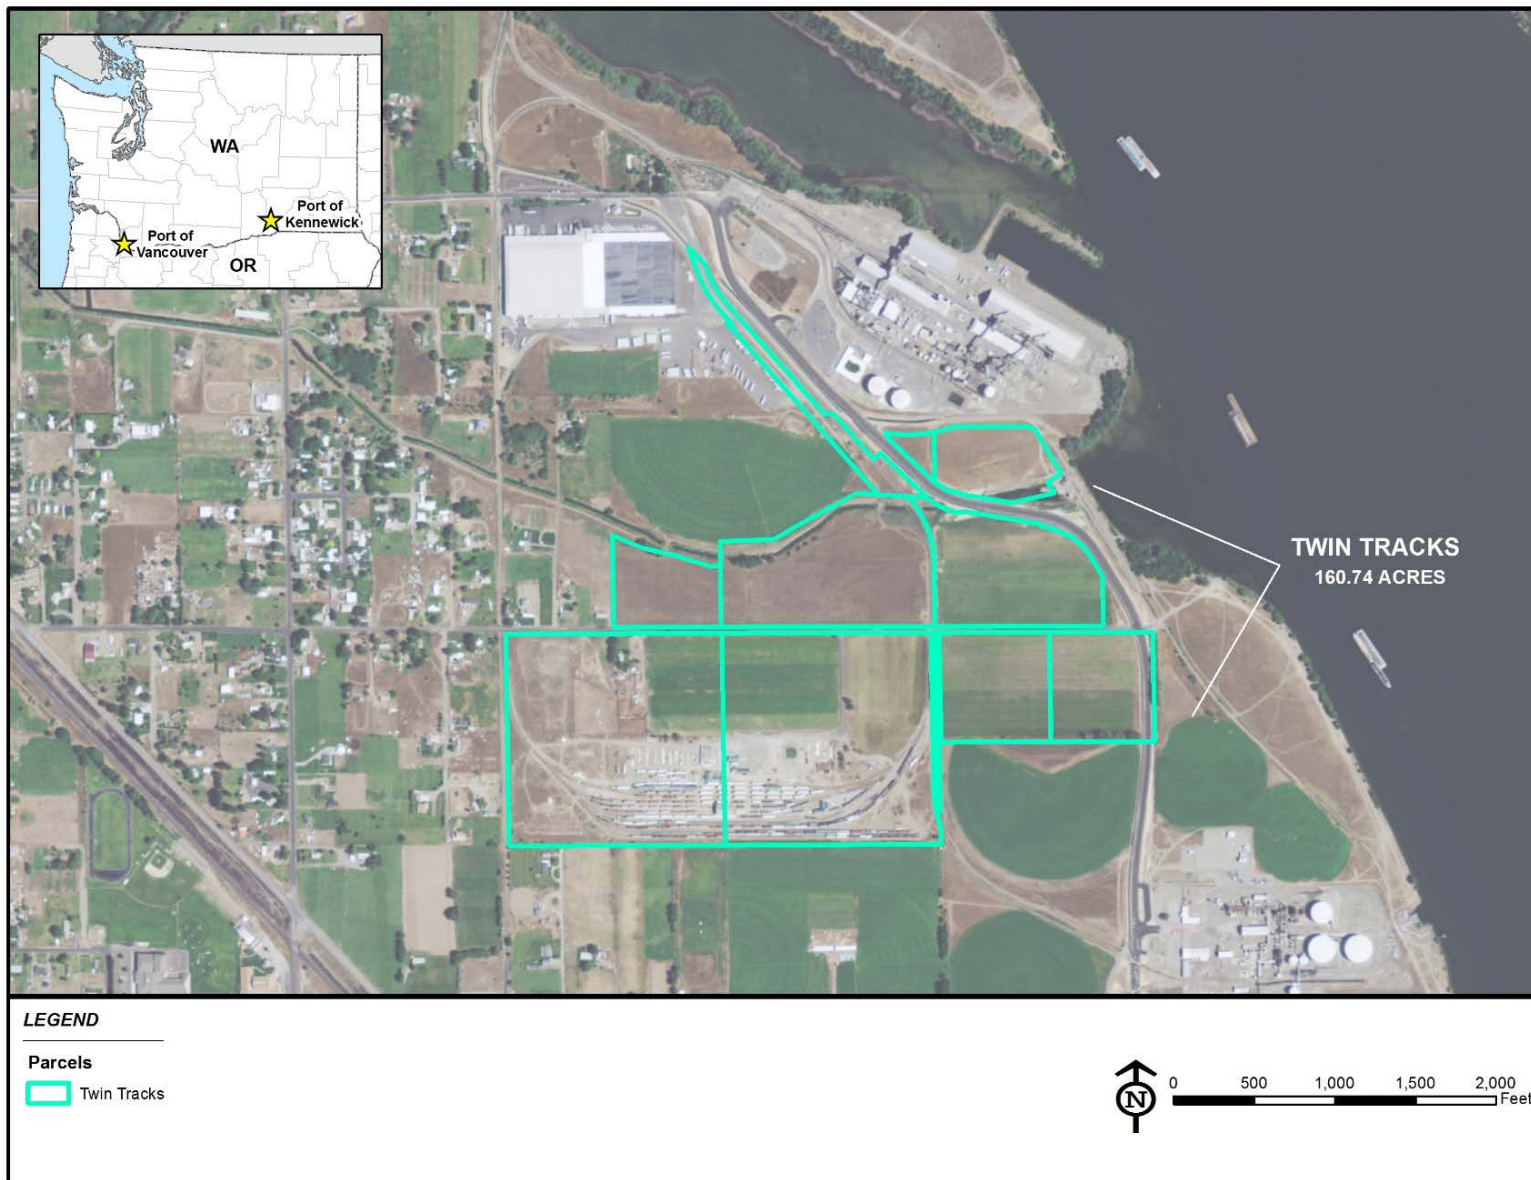 WA
Port of
Kennewick
Port of
Vancouver
OR
TWIN TRACKS
160.74 ACRES
LEGEND
Parcels
Twin Tracks
N
0 500 1,000 1,500 2,000
Feet